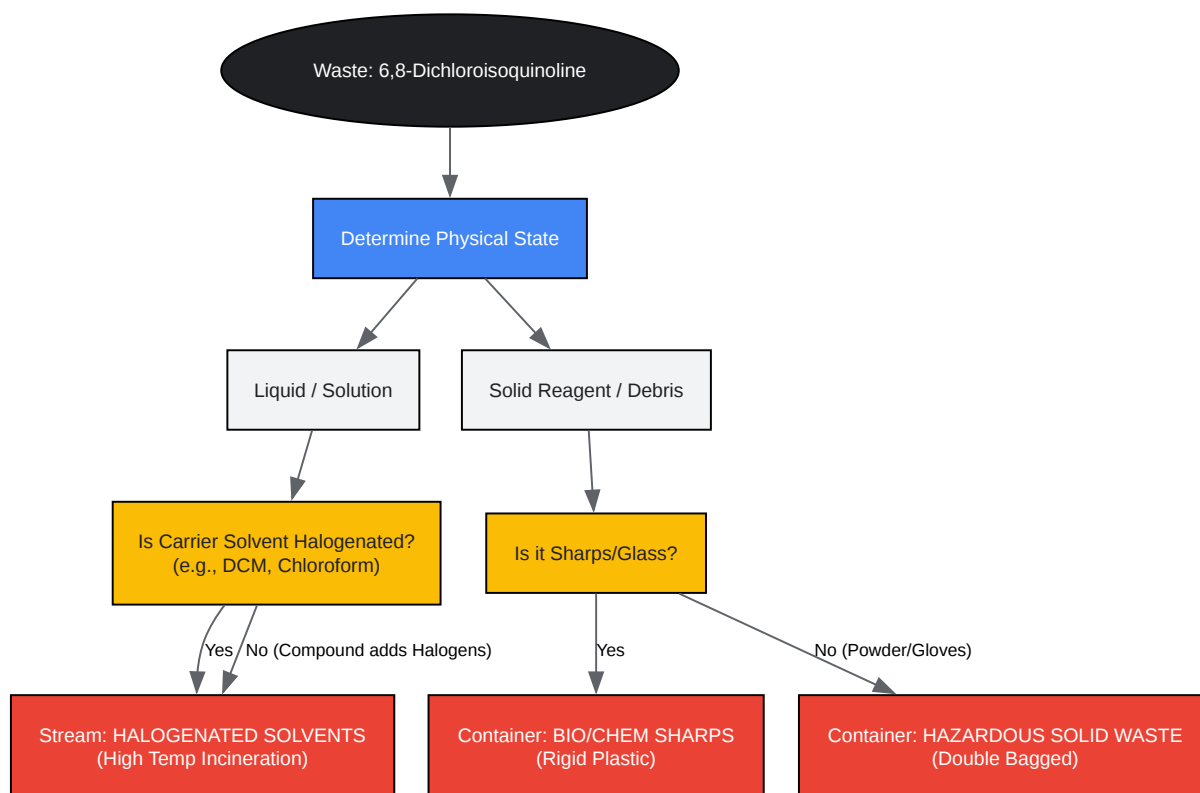 Waste: 6,8-Dichloroisoquinoline
Determine Physical State
Liquid / Solution
Solid Reagent / Debris
Is Carrier Solvent Halogenated?
(e.g., DCM, Chloroform)
Is it Sharps/Glass?
Yes
No (Compound adds Halogens)
Yes
No (Powder/Gloves)
Stream: HALOGENATED SOLVENTS
(High Temp Incineration)
Container: BIO/CHEM SHARPS
(Rigid Plastic)
Container: HAZARDOUS SOLID WASTE
(Double Bagged)